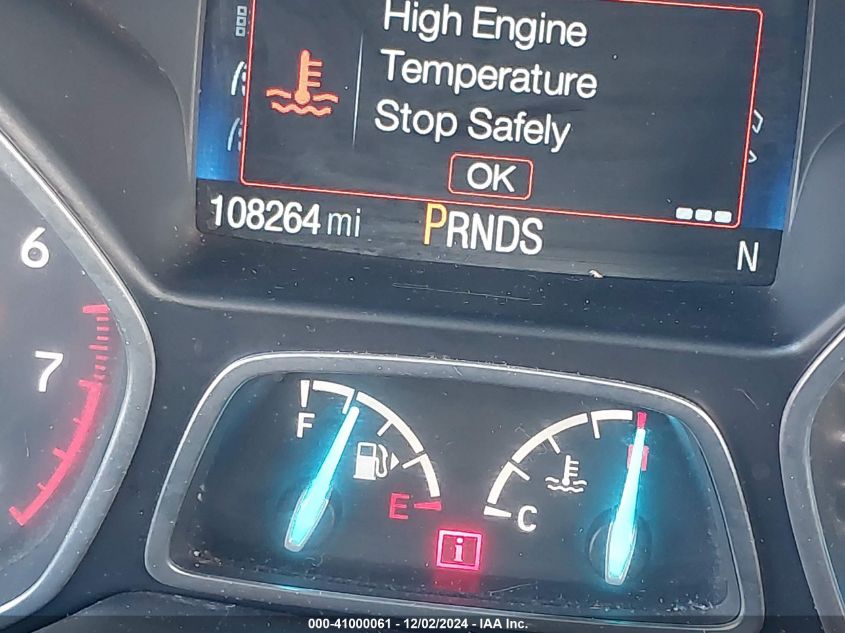 High Engine
Temperature
Stop Safely
OK
108264 mi
PRNDS
N
6
7
F
E
C
H
i
000-41000061 - 12/02/2024 - IAA Inc.